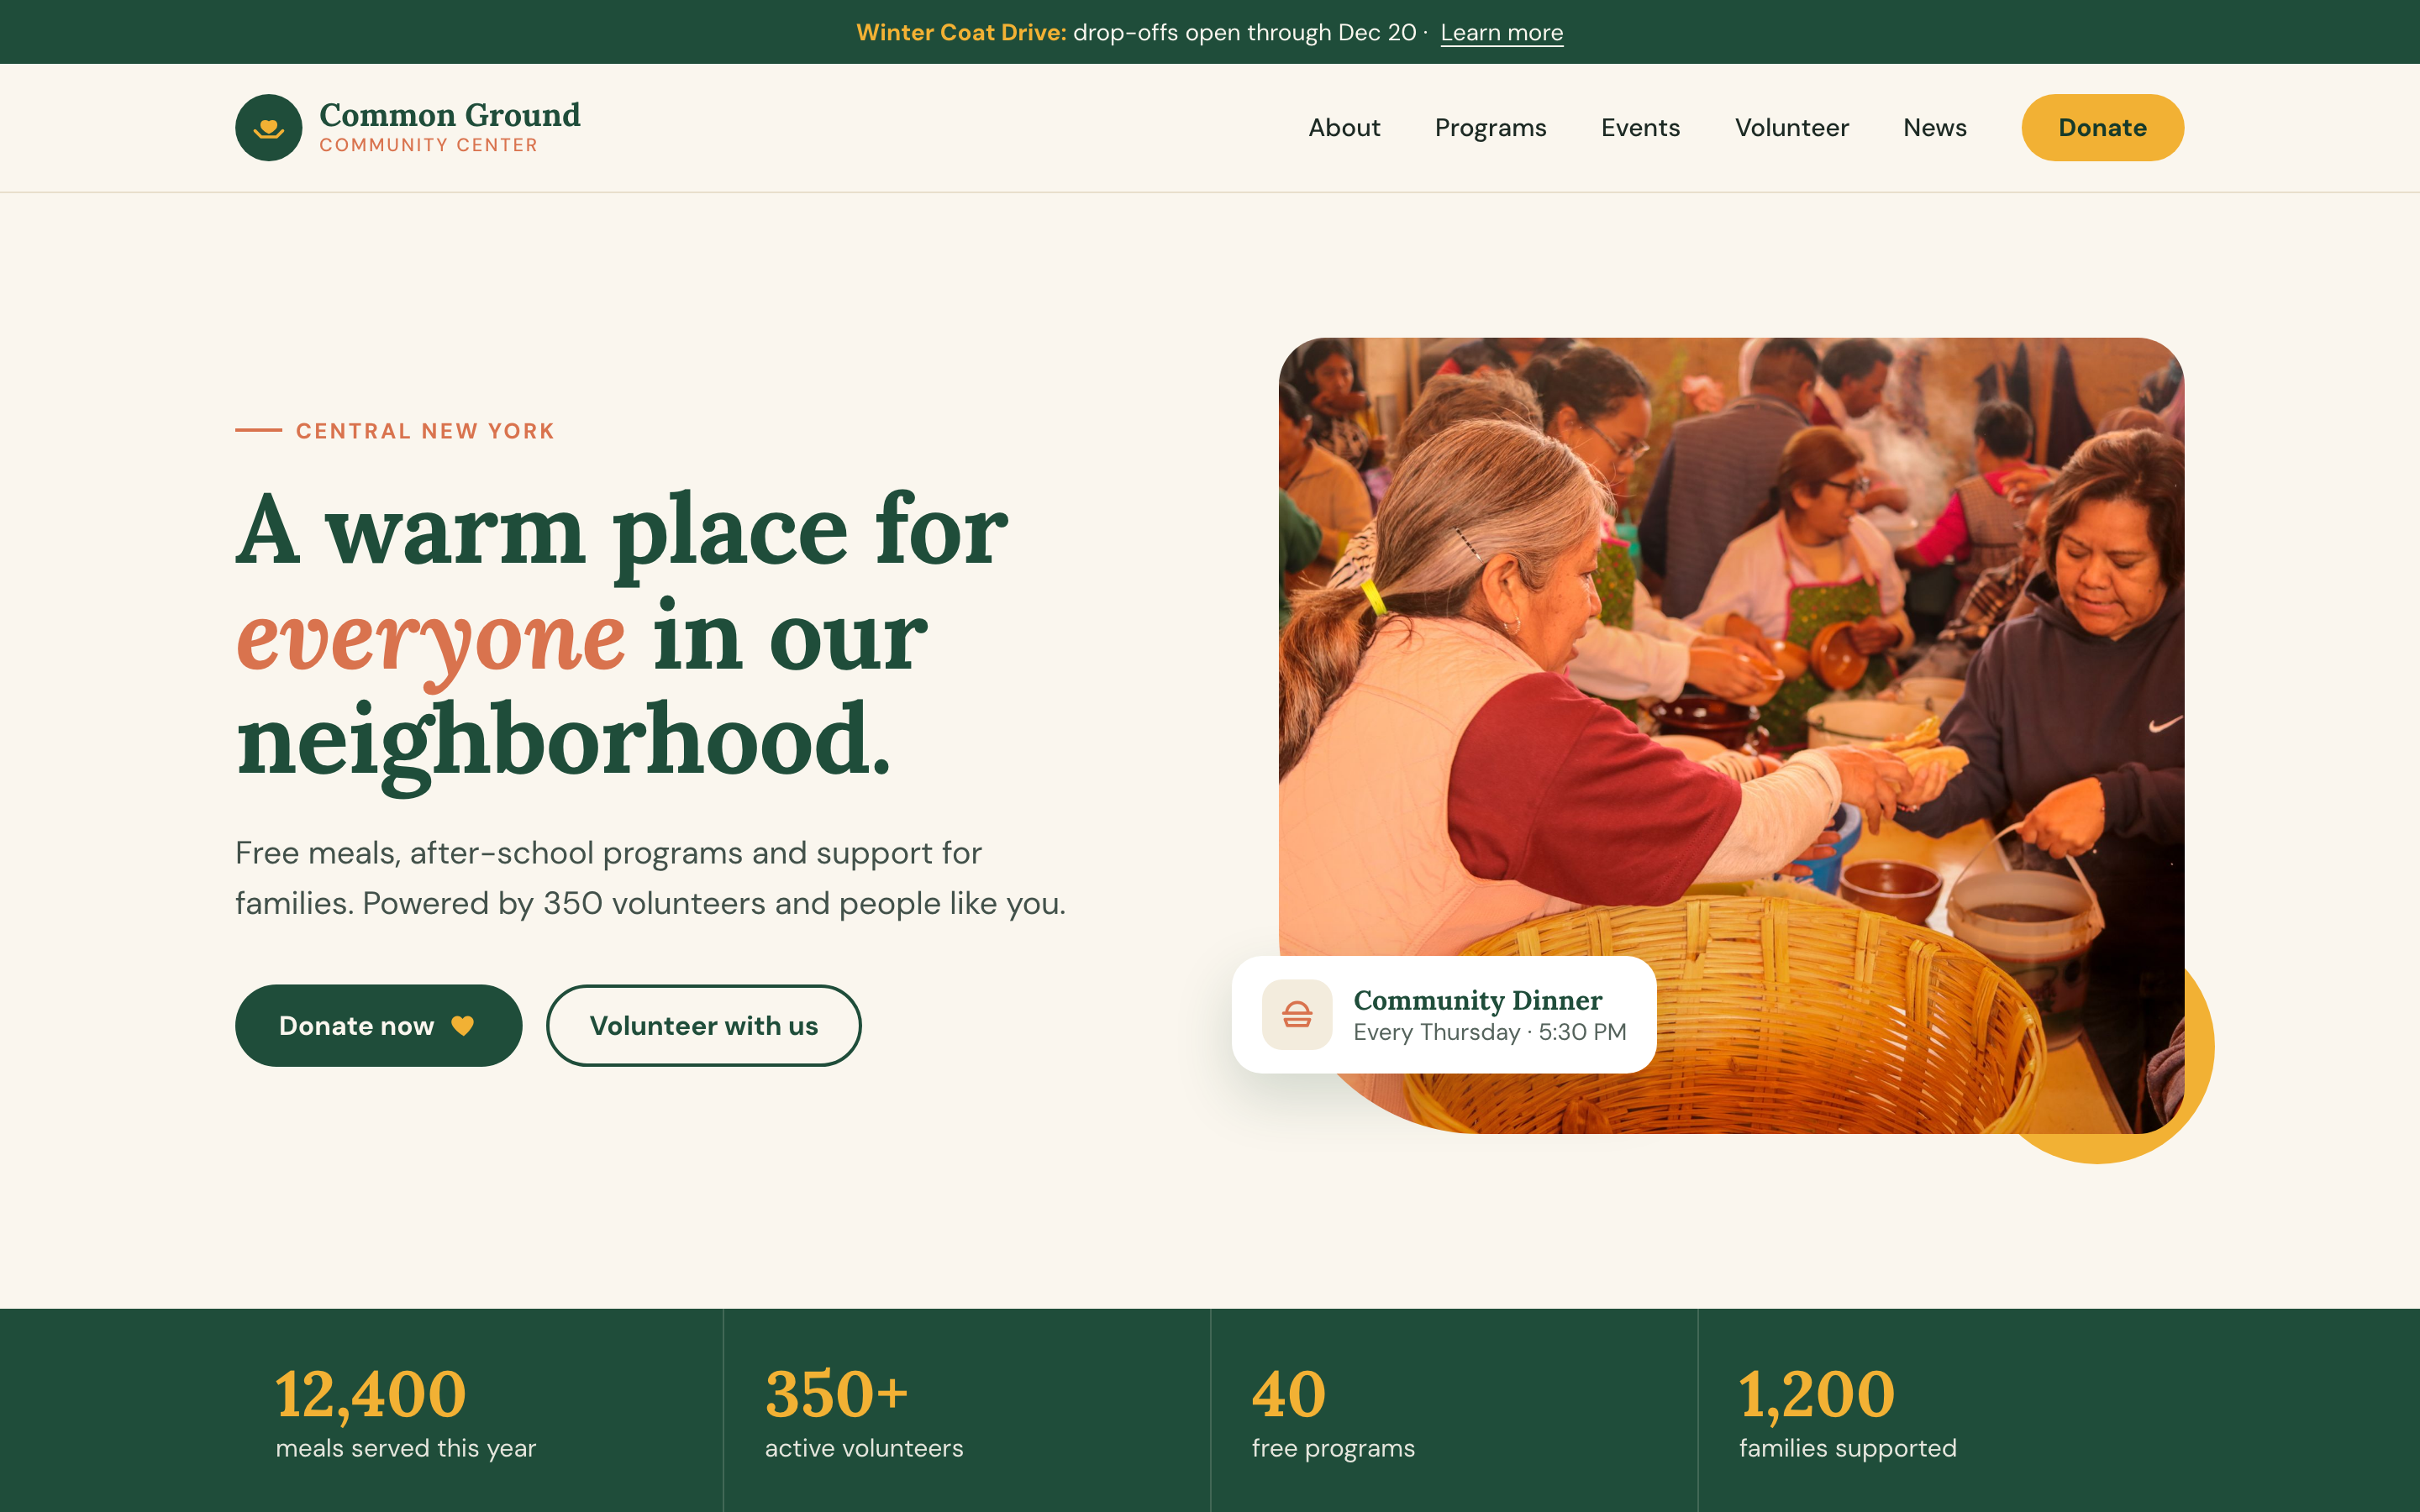 Winter Coat Drive: drop-offs open through Dec 20 · Learn more
Common Ground
COMMUNITY CENTER
About Programs Events Volunteer News Donate
CENTRAL NEW YORK
A warm place for
everyone in our
neighborhood.
Free meals, after-school programs and support for
families. Powered by 350 volunteers and people like you.
Donate now Volunteer with us
Community Dinner
Every Thursday · 5:30 PM
12,400
meals served this year
350+
active volunteers
40
free programs
1,200
families supported